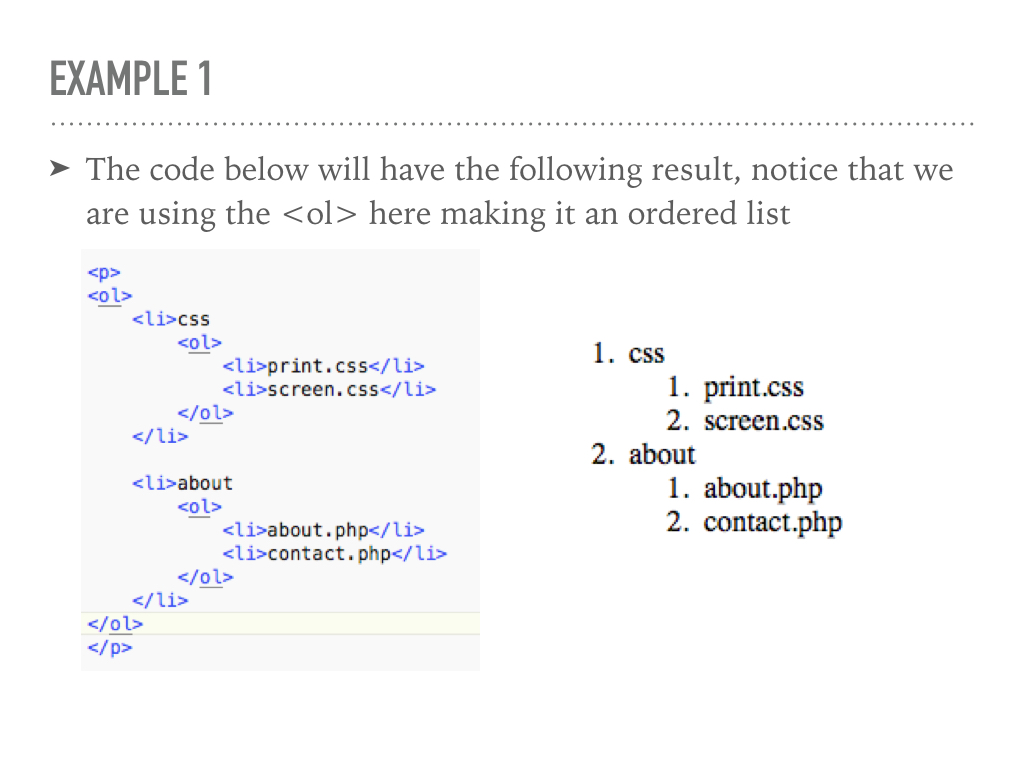 EXAMPLE 1
➤ The code below will have the following result, notice that we
are using the <ol> here making it an ordered list
<p>
<ol>
    <li>css
        <ol>
            <li>print.css</li>
            <li>screen.css</li>
        </ol>
    </li>

    <li>about
        <ol>
            <li>about.php</li>
            <li>contact.php</li>
        </ol>
    </li>
</ol>
</p>
1. css
1. print.css
2. screen.css
2. about
1. about.php
2. contact.php